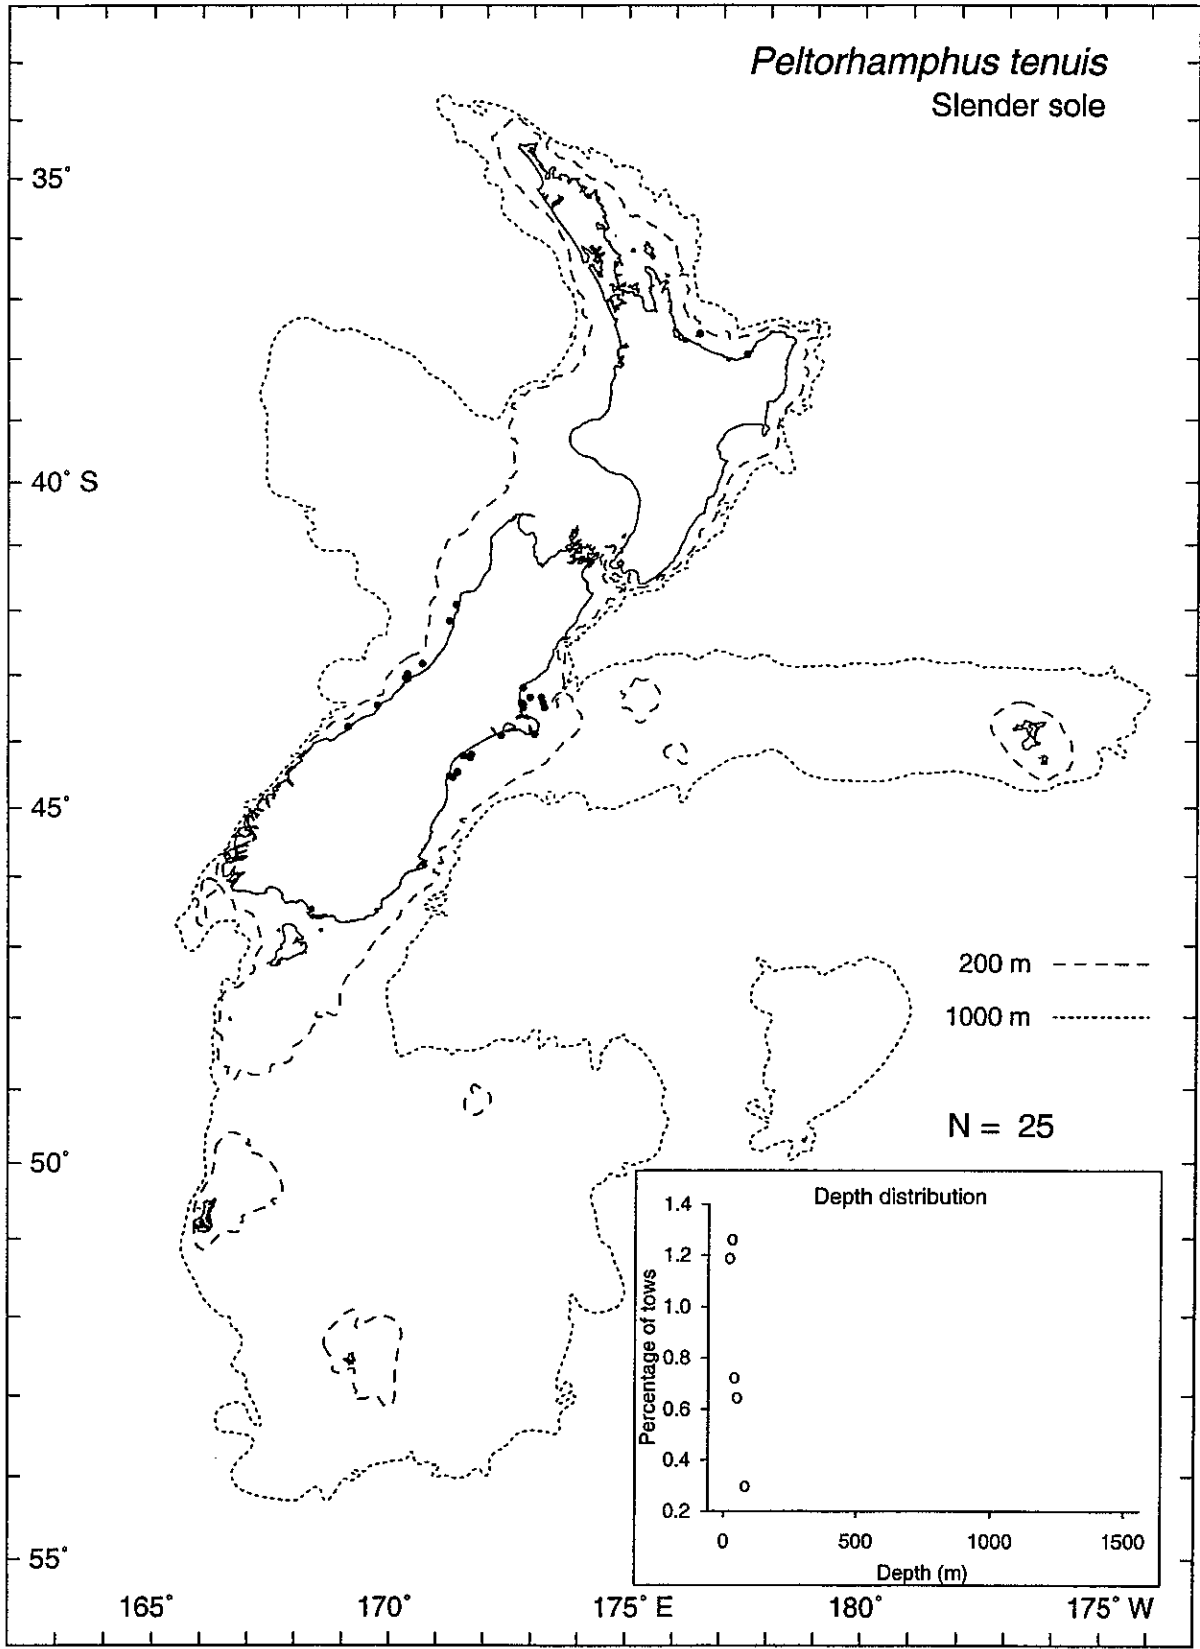 Peltorhamphus tenuis
Slender sole
35°
40° S
45°
200 m
1000 m
N = 25
50°
Depth distribution
1.4
1.2
1.0
0.8
0.6
0.4
0.2
Percentage of tows
0 500 1000 1500
Depth (m)
55°
165° 170° 175° E 180° 175° W